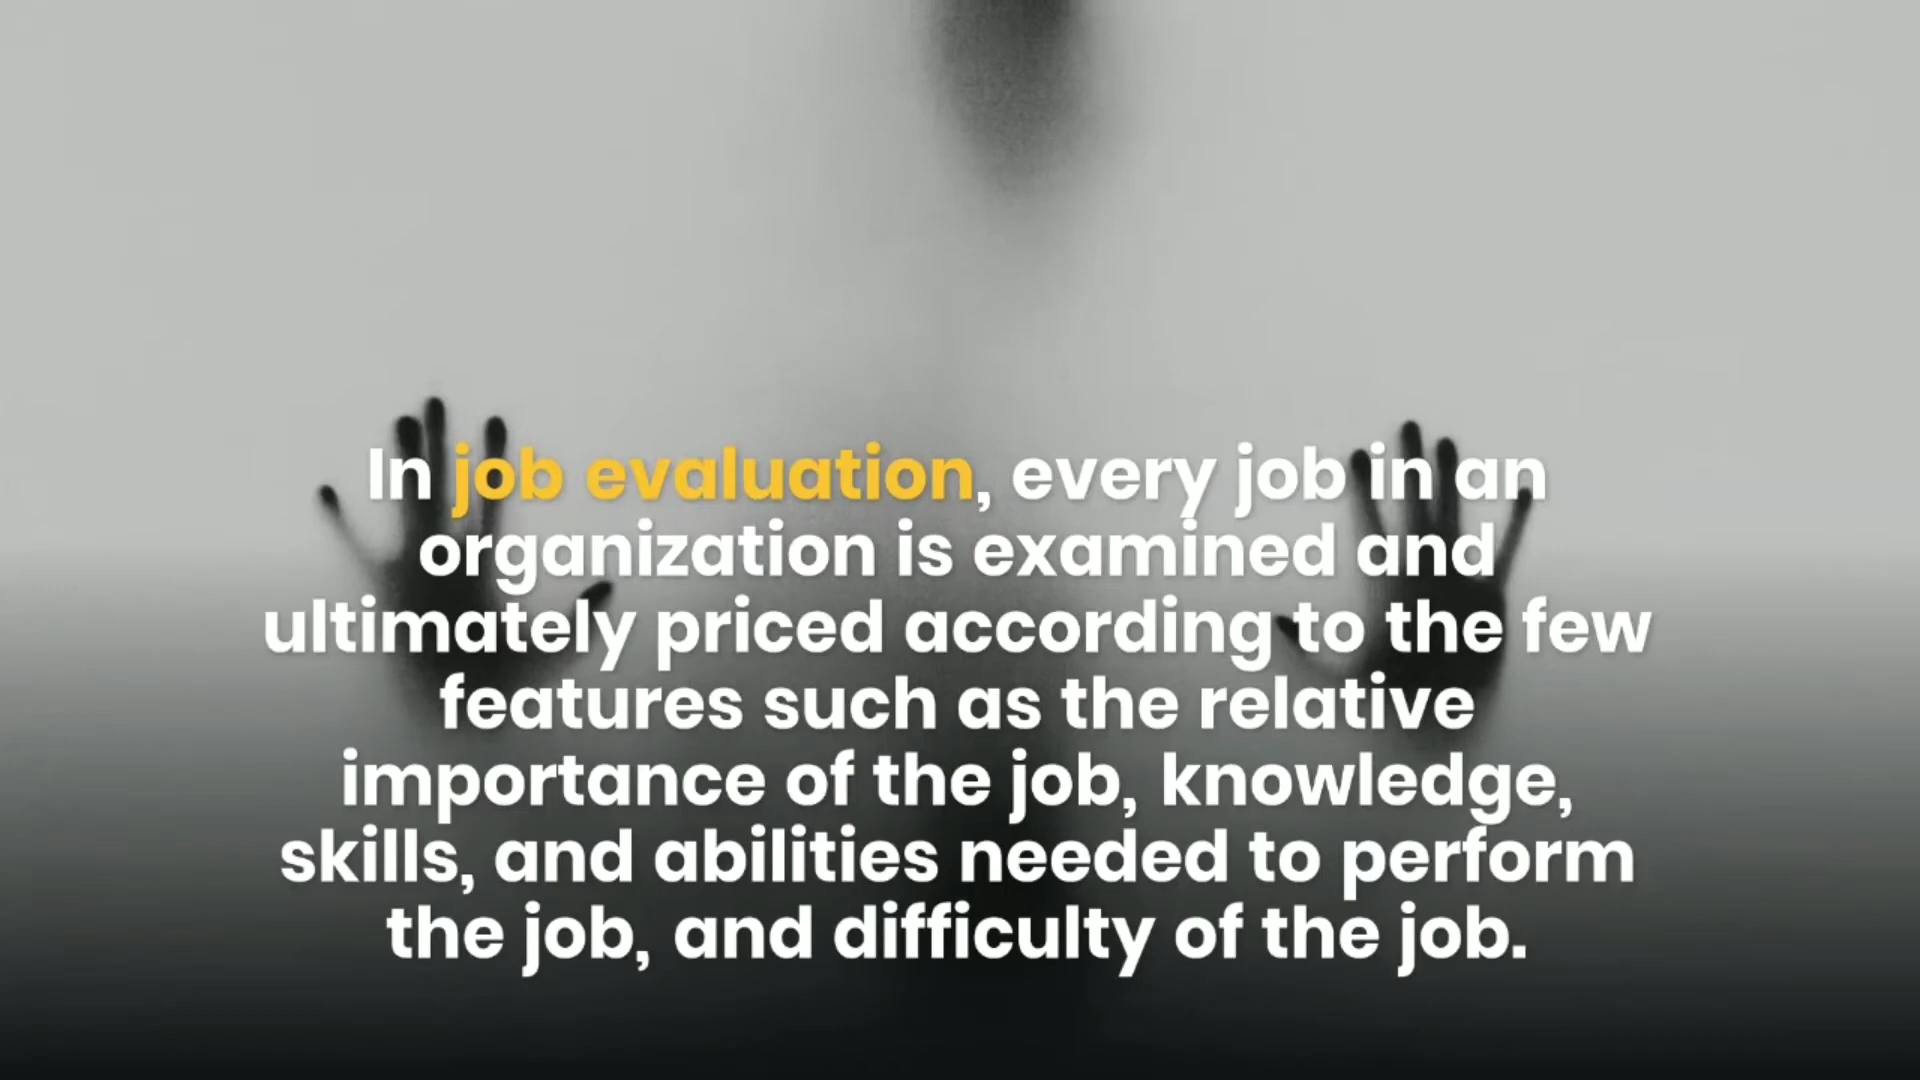 In job evaluation, every job in an
organization is examined and
ultimately priced according to the few
features such as the relative
importance of the job, knowledge,
skills, and abilities needed to perform
the job, and difficulty of the job.